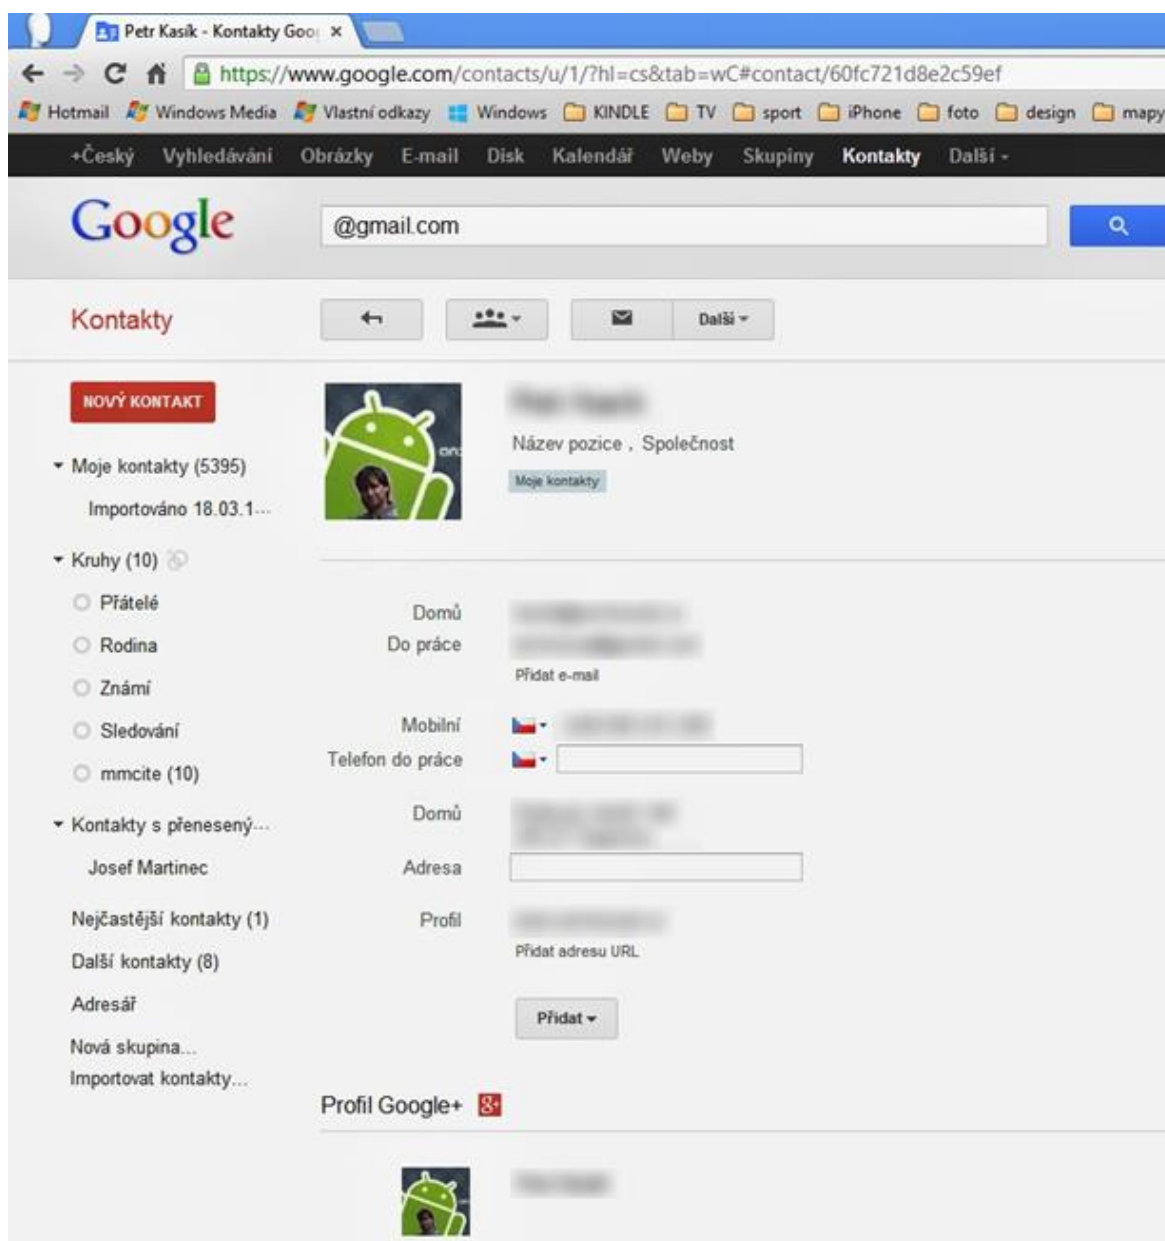 Petr Kasík - Kontakty Goo
https://www.google.com/contacts/u/1/?hl=cs&tab=wC#contact/60fc721d8e2c59ef
Hotmail Windows Media Vlastní odkazy Windows KINDLE TV sport iPhone foto design mapy
+Český Vyhledávání Obrázky E-mail Disk Kalendář Weby Skupiny Kontakty Další
Google @gmail.com
Kontakty Další
NOVÝ KONTAKT
Název pozice , Společnost
Moje kontakty
Moje kontakty (5395)
Importováno 18.03.1...
Kruhy (10)
Přátelé
Rodina
Známí
Sledování
mmcite (10)
Kontakty s přenesený...
Josef Martinec
Nejčastější kontakty (1)
Další kontakty (8)
Adresář
Nová skupina...
Importovat kontakty...
Domů
Do práce
Přidat e-mail
Mobilní
Telefon do práce
Domů
Adresa
Profil
Přidat adresu URL
Přidat
Profil Google+ 8+